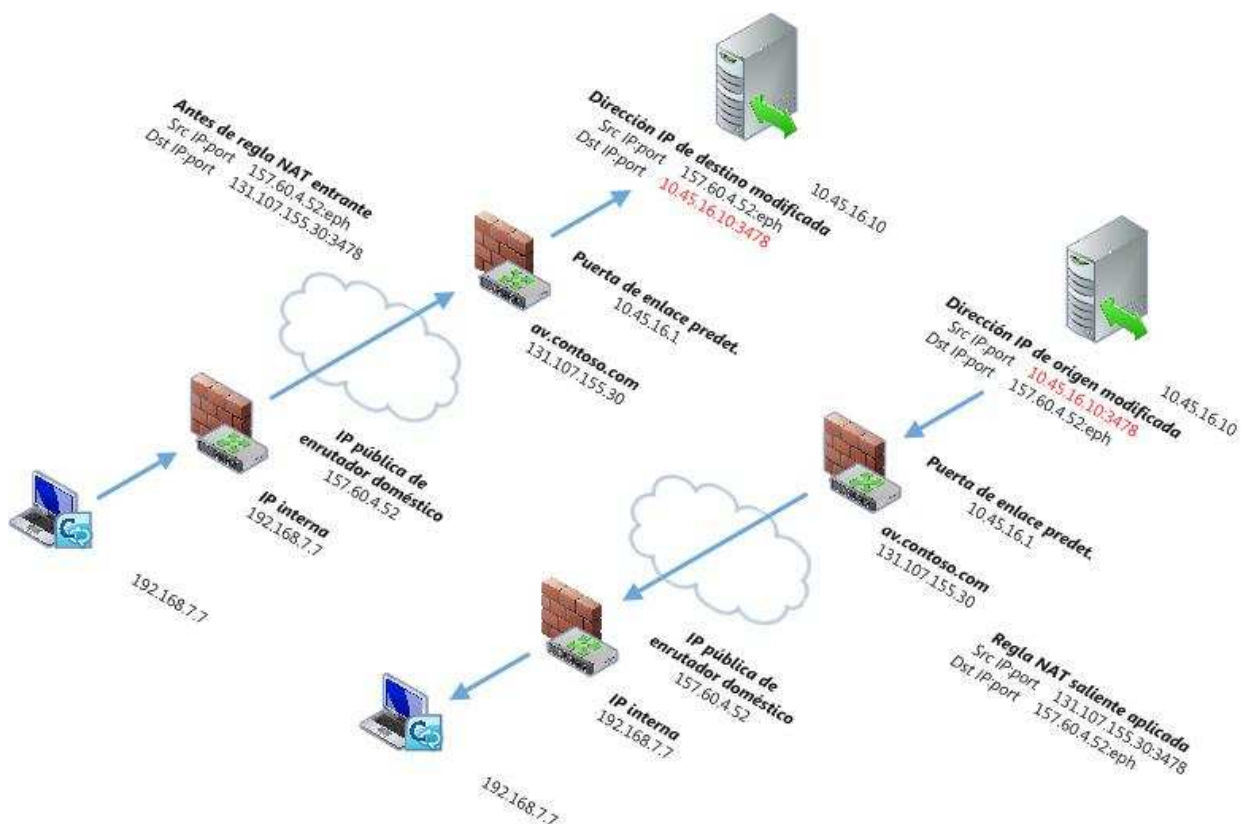 Antes de regla NAT entrante
Src IP:port 157.60.4.52:eph
Dst IP:port 131.107.155.30:3478
Dirección IP de destino modificada
Src IP:port 157.60.4.52:eph
Dst IP:port 10.45.16.10:3478
10.45.16.10
Puerta de enlace predet.
10.45.16.1
av.contoso.com
131.107.155.30
IP pública de
enrutador doméstico
157.60.4.52
IP interna
192.168.7.7
192.168.7.7
Dirección IP de origen modificada
Src IP:port 10.45.16.10:3478
Dst IP:port 157.60.4.52:eph
10.45.16.10
Puerta de enlace predet.
10.45.16.1
av.contoso.com
131.107.155.30
Regla NAT saliente aplicada
Src IP:port 131.107.155.30:3478
Dst IP:port 157.60.4.52:eph
IP pública de
enrutador doméstico
157.60.4.52
IP interna
192.168.7.7
192.168.7.7